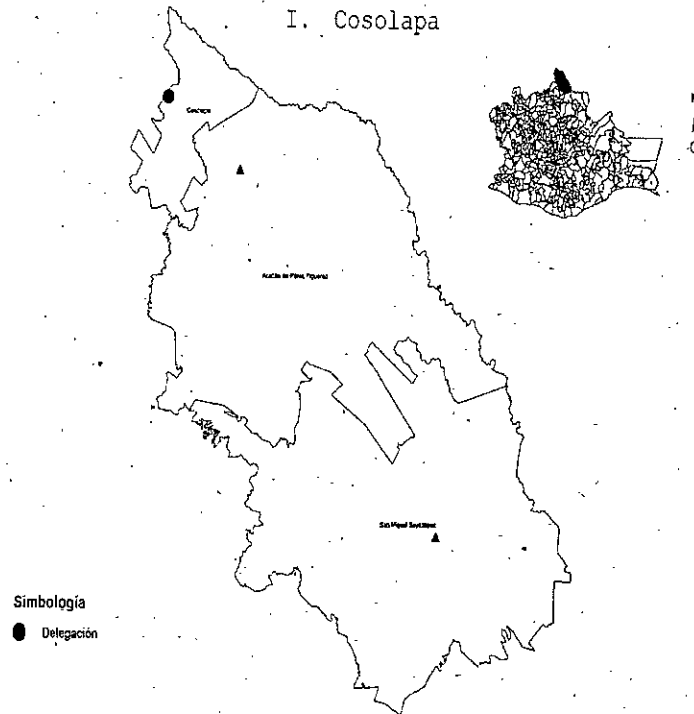 I. Cosolapa
Cosolapa
Acatlán de Pérez Figueroa
San Miguel Soyaltepec
Simbología
Delegación